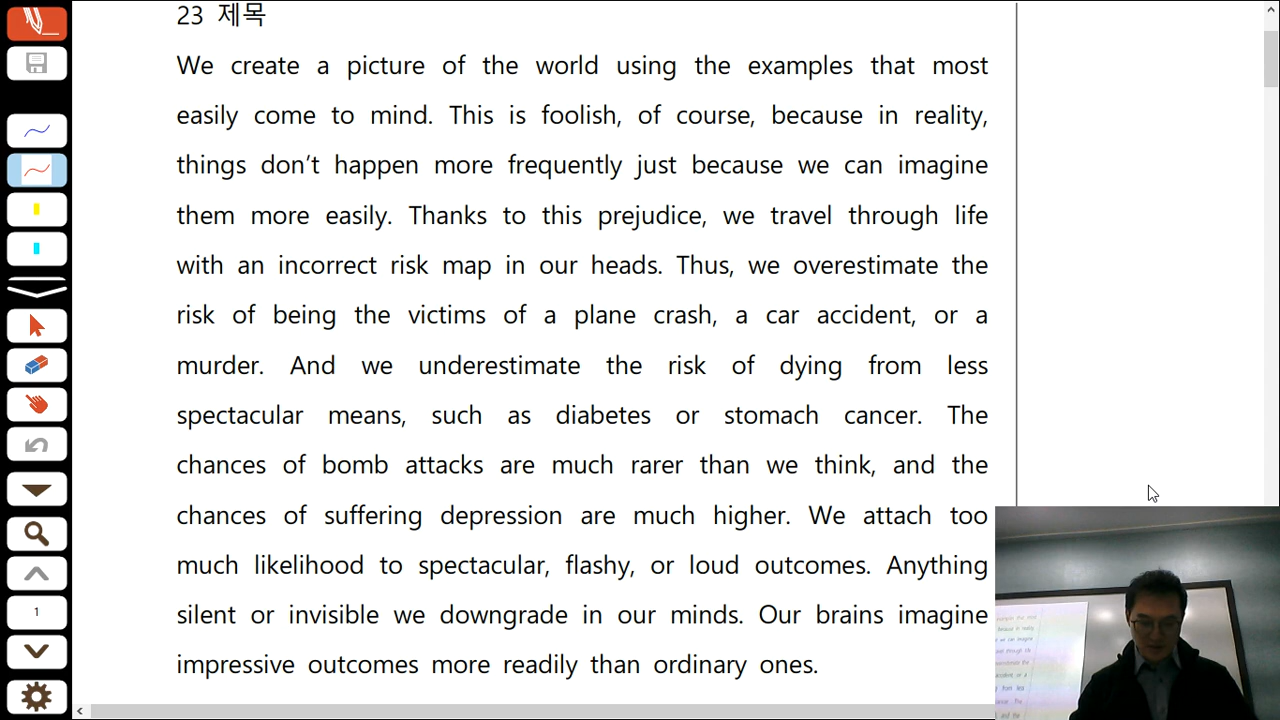 23 제목
We create a picture of the world using the examples that most
easily come to mind. This is foolish, of course, because in reality,
things don’t happen more frequently just because we can imagine
them more easily. Thanks to this prejudice, we travel through life
with an incorrect risk map in our heads. Thus, we overestimate the
risk of being the victims of a plane crash, a car accident, or a
murder. And we underestimate the risk of dying from less
spectacular means, such as diabetes or stomach cancer. The
chances of bomb attacks are much rarer than we think, and the
chances of suffering depression are much higher. We attach too
much likelihood to spectacular, flashy, or loud outcomes. Anything
silent or invisible we downgrade in our minds. Our brains imagine
impressive outcomes more readily than ordinary ones.
1